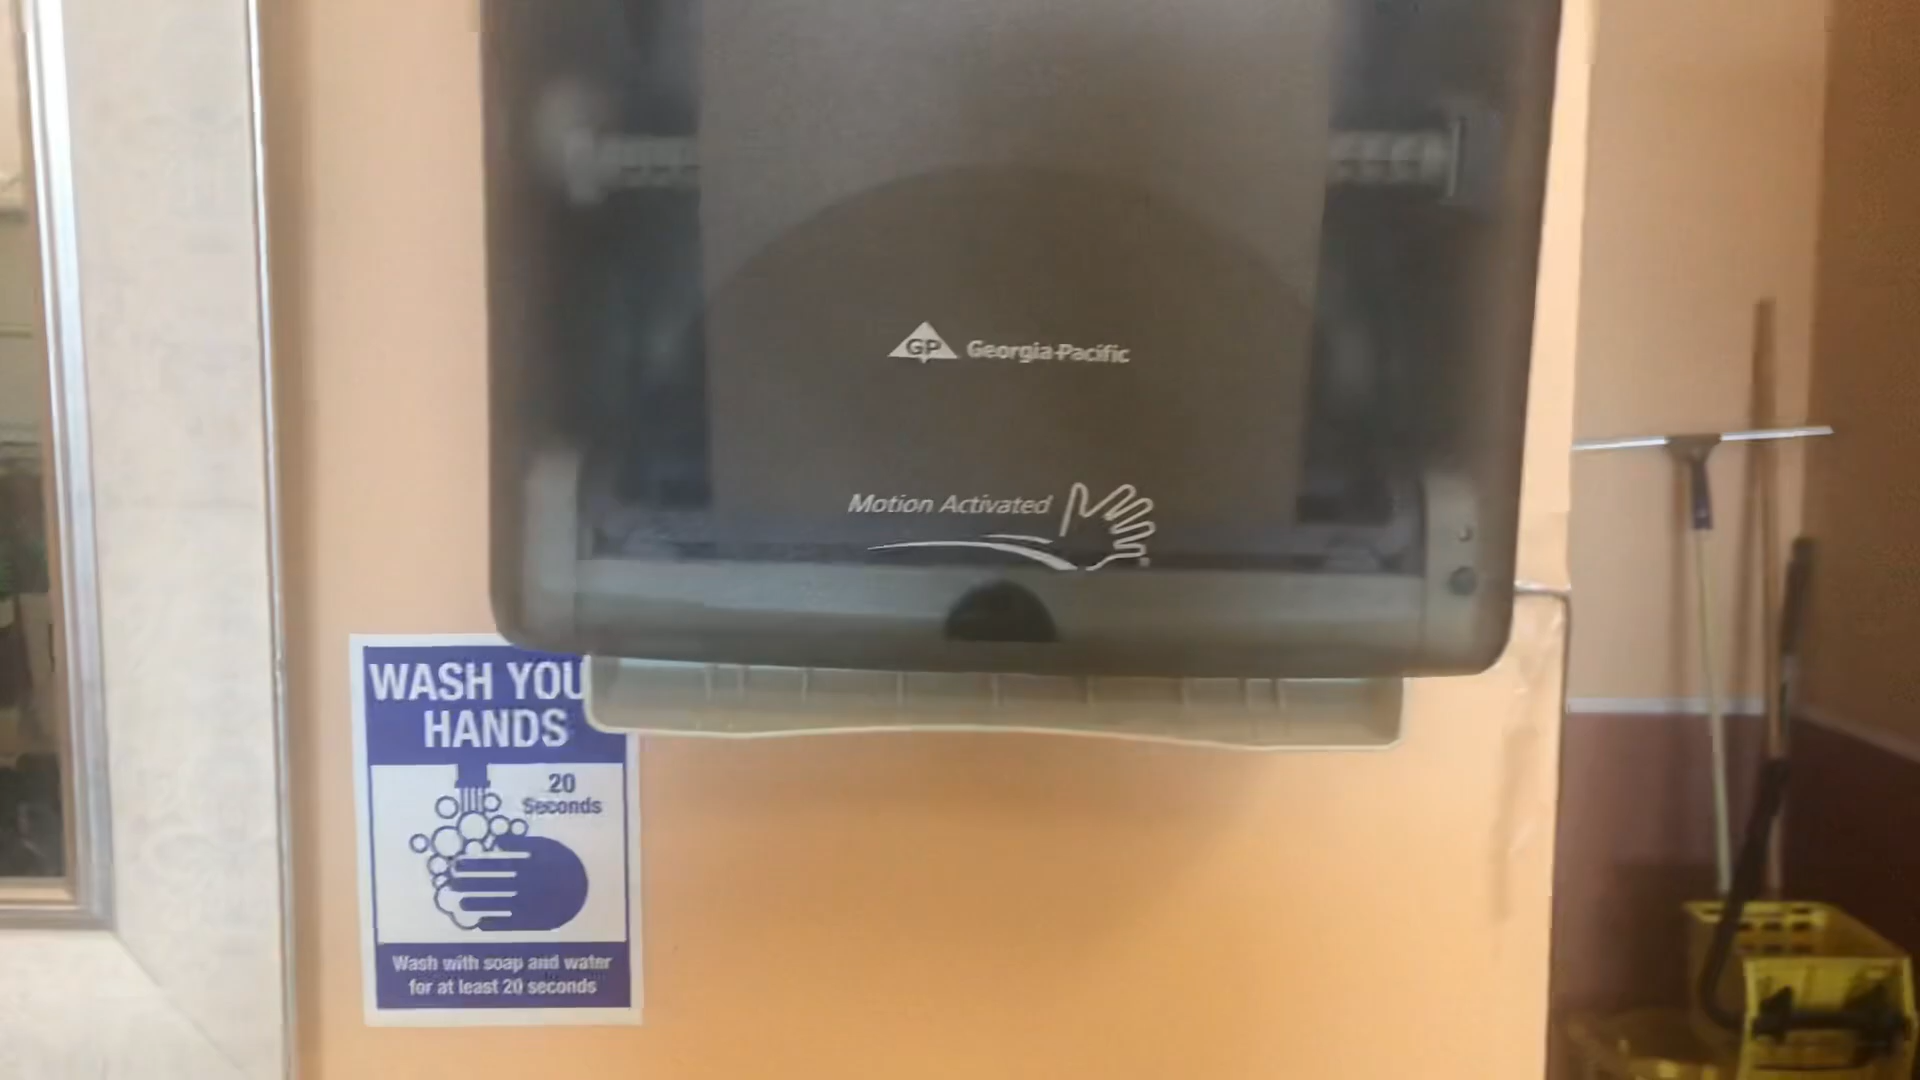 GP Georgia-Pacific
Motion Activated
WASH YOU
HANDS
20
Seconds
Wash with soap and water
for at least 20 seconds